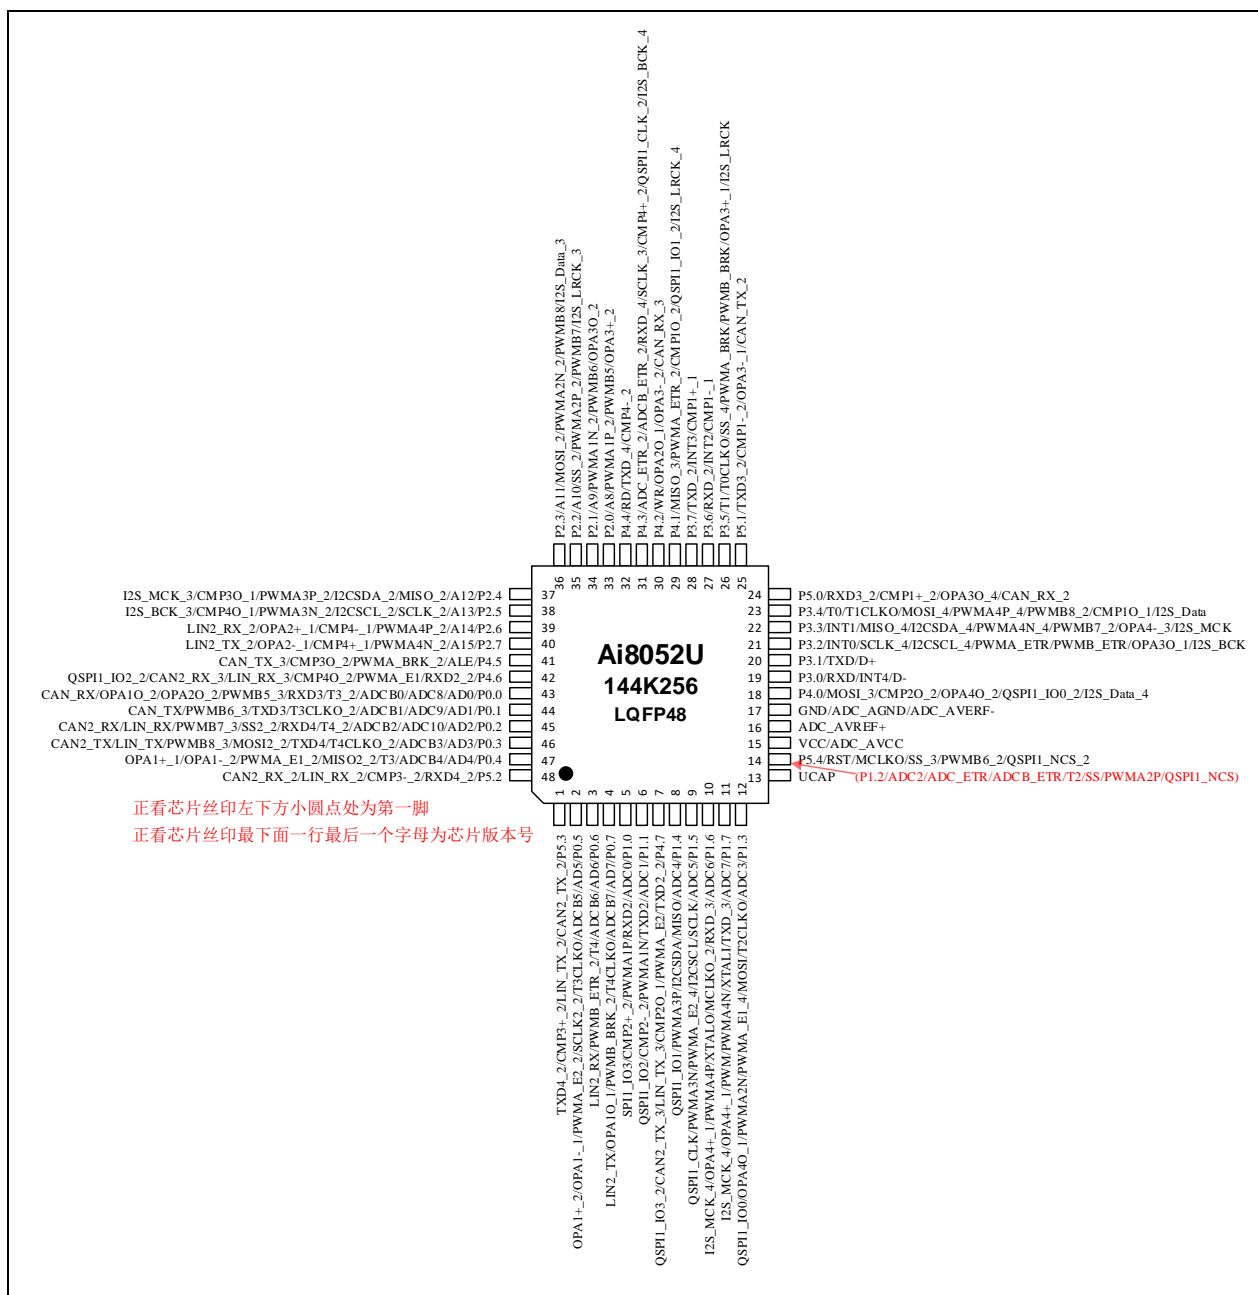 P2.3/A11/MOSI_2/PWMA2N_2/PWMB8/I2S_Data_3
P2.2/A10/SS_2/PWMA2P_2/PWMB7/I2S_LRCK_3
P2.1/A9/PWMA1N_2/PWMB6/OPA3O_2
P2.0/A8/PWMA1P_2/PWMB5/OPA3+_2
P4.4/RD/TXD_4/CMP4-_2
P4.3/ADC_ETR_2/ADCB_ETR_2/RXD_4/SCLK_3/CMP4+_2/QSPI1_CLK_2/I2S_BCK_4
P4.2/WR/OPA2O_1/OPA3-_2/CAN_RX_3
P4.1/MISO_3/PWMA_ETR_2/CMP1O_2/QSPI1_IO1_2/I2S_LRCK_4
P3.7/TXD_2/INT3/CMP1+_1
P3.6/RXD_2/INT2/CMP1-_1
P3.5/T1/T0CLKO/SS_4/PWMA_BRK/PWMB_BRK/OPA3+_1/I2S_LRCK
P5.1/TXD3_2/CMP1-_2/OPA3-_1/CAN_TX_2
36 35 34 33 32 31 30 29 28 27 26 25
I2S_MCK_3/CMP3O_1/PWMA3P_2/I2CSDA_2/MISO_2/A12/P2.4 37
I2S_BCK_3/CMP4O_1/PWMA3N_2/I2CSCL_2/SCLK_2/A13/P2.5 38
LIN2_RX_2/OPA2+_1/CMP4-_1/PWMA4P_2/A14/P2.6 39
LIN2_TX_2/OPA2-_1/CMP4+_1/PWMA4N_2/A15/P2.7 40
CAN_TX_3/CMP3O_2/PWMA_BRK_2/ALE/P4.5 41
QSPI1_IO2_2/CAN2_RX_3/LIN_RX_3/CMP4O_2/PWMA_E1/RXD2_2/P4.6 42
CAN_RX/OPA1O_2/OPA2O_2/PWMB5_3/RXD3/T3_2/ADCB0/ADC8/AD0/P0.0 43
CAN_TX/PWMB6_3/TXD3/T3CLKO_2/ADCB1/ADC9/AD1/P0.1 44
CAN2_RX/LIN_RX/PWMB7_3/SS2_2/RXD4/T4_2/ADCB2/ADC10/AD2/P0.2 45
CAN2_TX/LIN_TX/PWMB8_3/MOSI2_2/TXD4/T4CLKO_2/ADCB3/AD3/P0.3 46
OPA1+_1/OPA1-_2/PWMA_E1_2/MISO2_2/T3/ADCB4/AD4/P0.4 47
CAN2_RX_2/LIN_RX_2/CMP3-_2/RXD4_2/P5.2 48
Ai8052U
144K256
LQFP48
24 P5.0/RXD3_2/CMP1+_2/OPA3O_4/CAN_RX_2
23 P3.4/T0/T1CLKO/MOSI_4/PWMA4P_4/PWMB8_2/CMP1O_1/I2S_Data
22 P3.3/INT1/MISO_4/I2CSDA_4/PWMA4N_4/PWMB7_2/OPA4-_3/I2S_MCK
21 P3.2/INT0/SCLK_4/I2CSCL_4/PWMA_ETR/PWMB_ETR/OPA3O_1/I2S_BCK
20 P3.1/TXD/D+
19 P3.0/RXD/INT4/D-
18 P4.0/MOSI_3/CMP2O_2/OPA4O_2/QSPI1_IO0_2/I2S_Data_4
17 GND/ADC_AGND/ADC_AVERF-
16 ADC_AVREF+
15 VCC/ADC_AVCC
14 P5.4/RST/MCLKO/SS_3/PWMB6_2/QSPI1_NCS_2
13 UCAP (P1.2/ADC2/ADC_ETR/ADCB_ETR/T2/SS/PWMA2P/QSPI1_NCS)
正看芯片丝印左下方小圆点处为第一脚
正看芯片丝印最下面一行最后一个字母为芯片版本号
1 2 3 4 5 6 7 8 9 10 11 12
TXD4_2/CMP3+_2/LIN_TX_2/CAN2_TX_2/P5.3
OPA1+_2/OPA1-_1/PWMA_E2_2/SCLK2_2/T3CLKO/ADCB5/AD5/P0.5
LIN2_RX/PWMB_ETR_2/T4/ADCB6/AD6/P0.6
LIN2_TX/OPA1O_1/PWMB_BRK_2/T4CLKO/ADCB7/AD7/P0.7
SPI1_IO3/CMP2+_2/PWMA1P/RXD2/ADC0/P1.0
QSPI1_IO2/CMP2-_2/PWMA1N/TXD2/ADC1/P1.1
QSPI1_IO3_2/CAN2_TX_3/LIN_TX_3/CMP2O_1/PWMA_E2/TXD2_2/P4.7
QSPI1_IO1/PWMA3P/I2CSDA/MISO/ADC4/P1.4
QSPI1_CLK/PWMA3N/PWMA_E2_4/I2CSCL/SCLK/ADC5/P1.5
I2S_MCK_4/OPA4+_1/PWMA4P/XTALO/MCLKO_2/RXD_3/ADC6/P1.6
I2S_MCK_4/OPA4+_1/PWM/PWMA4N/XTALI/TXD_3/ADC7/P1.7
QSPI1_IO0/OPA4O_1/PWMA2N/PWMA_E1_4/MOSI/T2CLKO/ADC3/P1.3